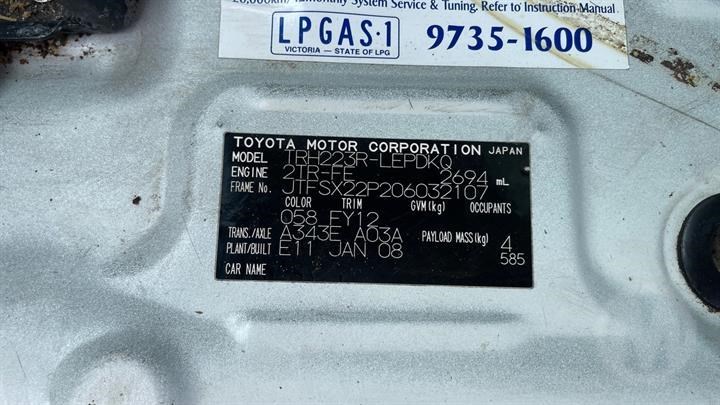 20,000km/12monthly System Service & Tuning. Refer to Instruction Manual
LPGAS·1
VICTORIA – STATE OF LPG
9735-1600
TOYOTA MOTOR CORPORATION JAPAN
MODEL TRH223R-LEPDKQ
ENGINE 2TR-FE 2694 mL
FRAME No. JTFSX22P206032107
COLOR TRIM GVM(kg) OCCUPANTS
058 FY12
TRANS./AXLE A343E A03A PAYLOAD MASS(kg) 4
PLANT/BUILT E11 JAN 08 585
CAR NAME